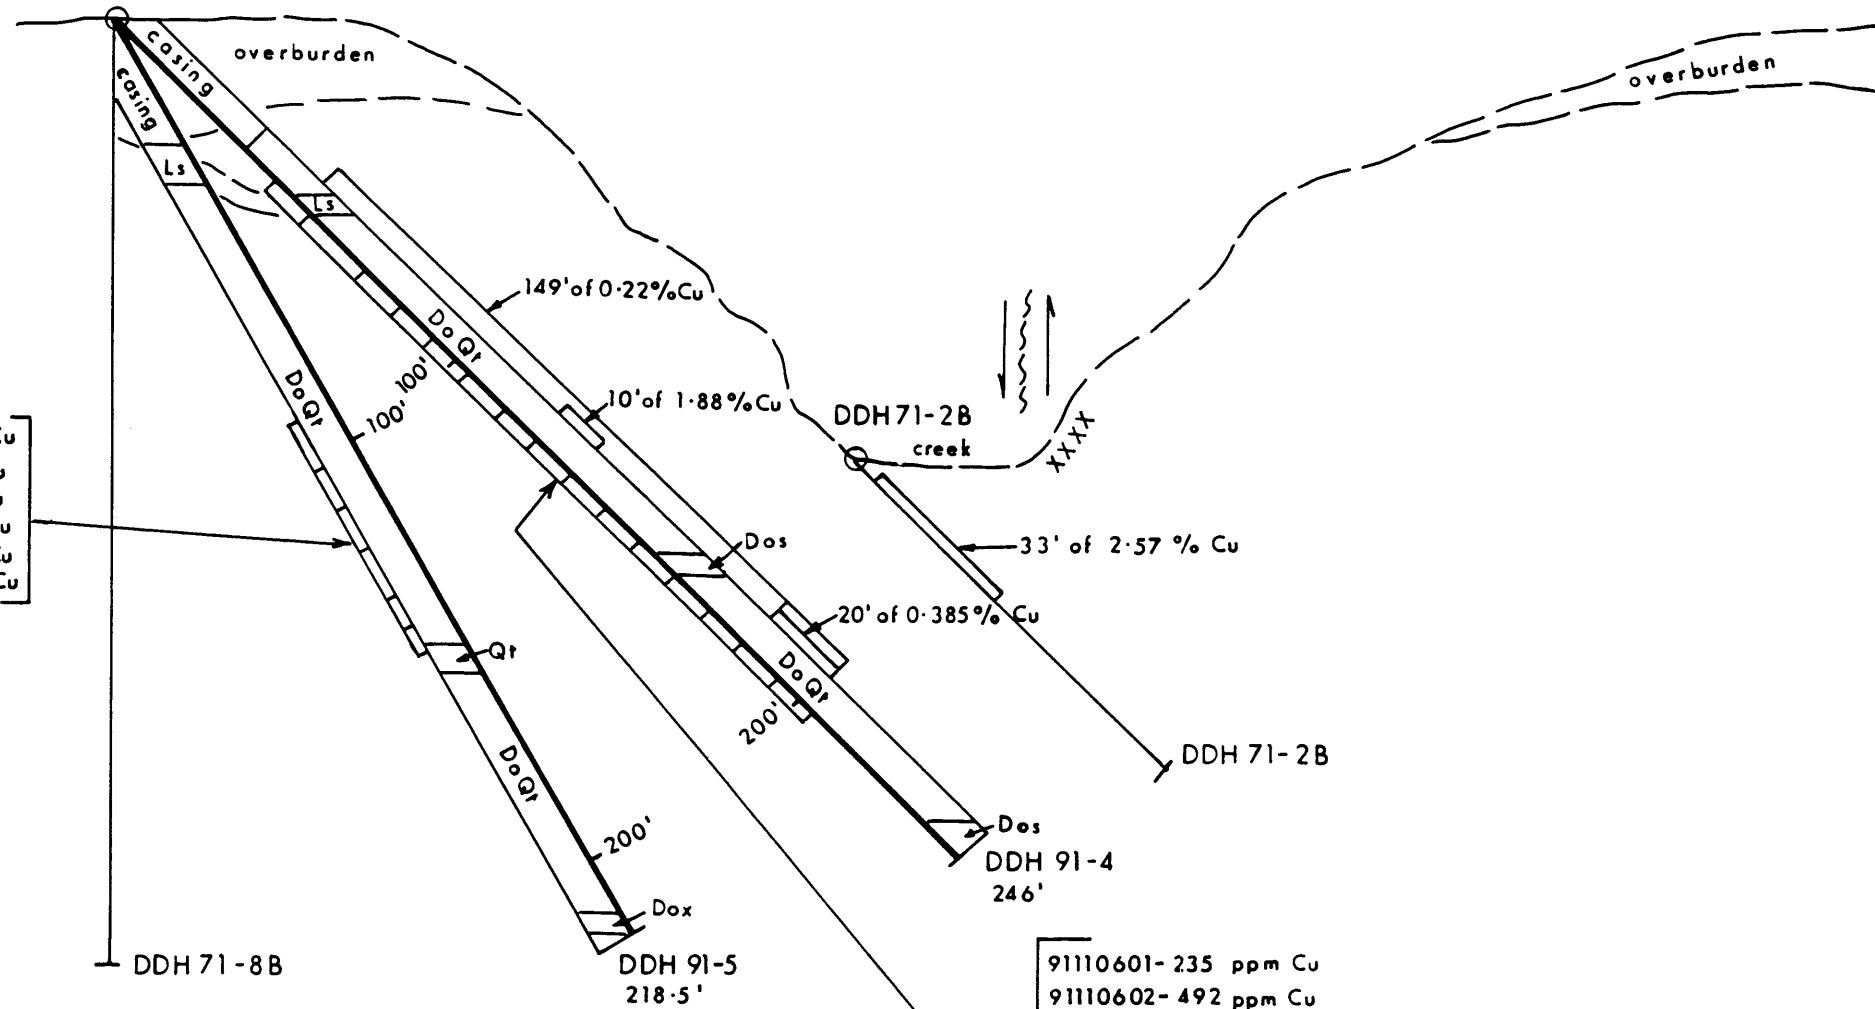 casing
overburden
overburden
casing
Ls
Ls
149' of 0·22% Cu
DoQt
100'
DoQt
100'
10' of 1·88% Cu
DDH 71-2B
creek
XXXX
Cu
Cu
Cu
33' of 2·57 % Cu
Dos
20' of 0·385% Cu
Qt
DoQt
200'
DoQt
DDH 71-2B
200'
Dos
DDH 91-4
246'
Dox
DDH 71-8B
DDH 91-5
218·5'
91110601- 235 ppm Cu
91110602- 492 ppm Cu